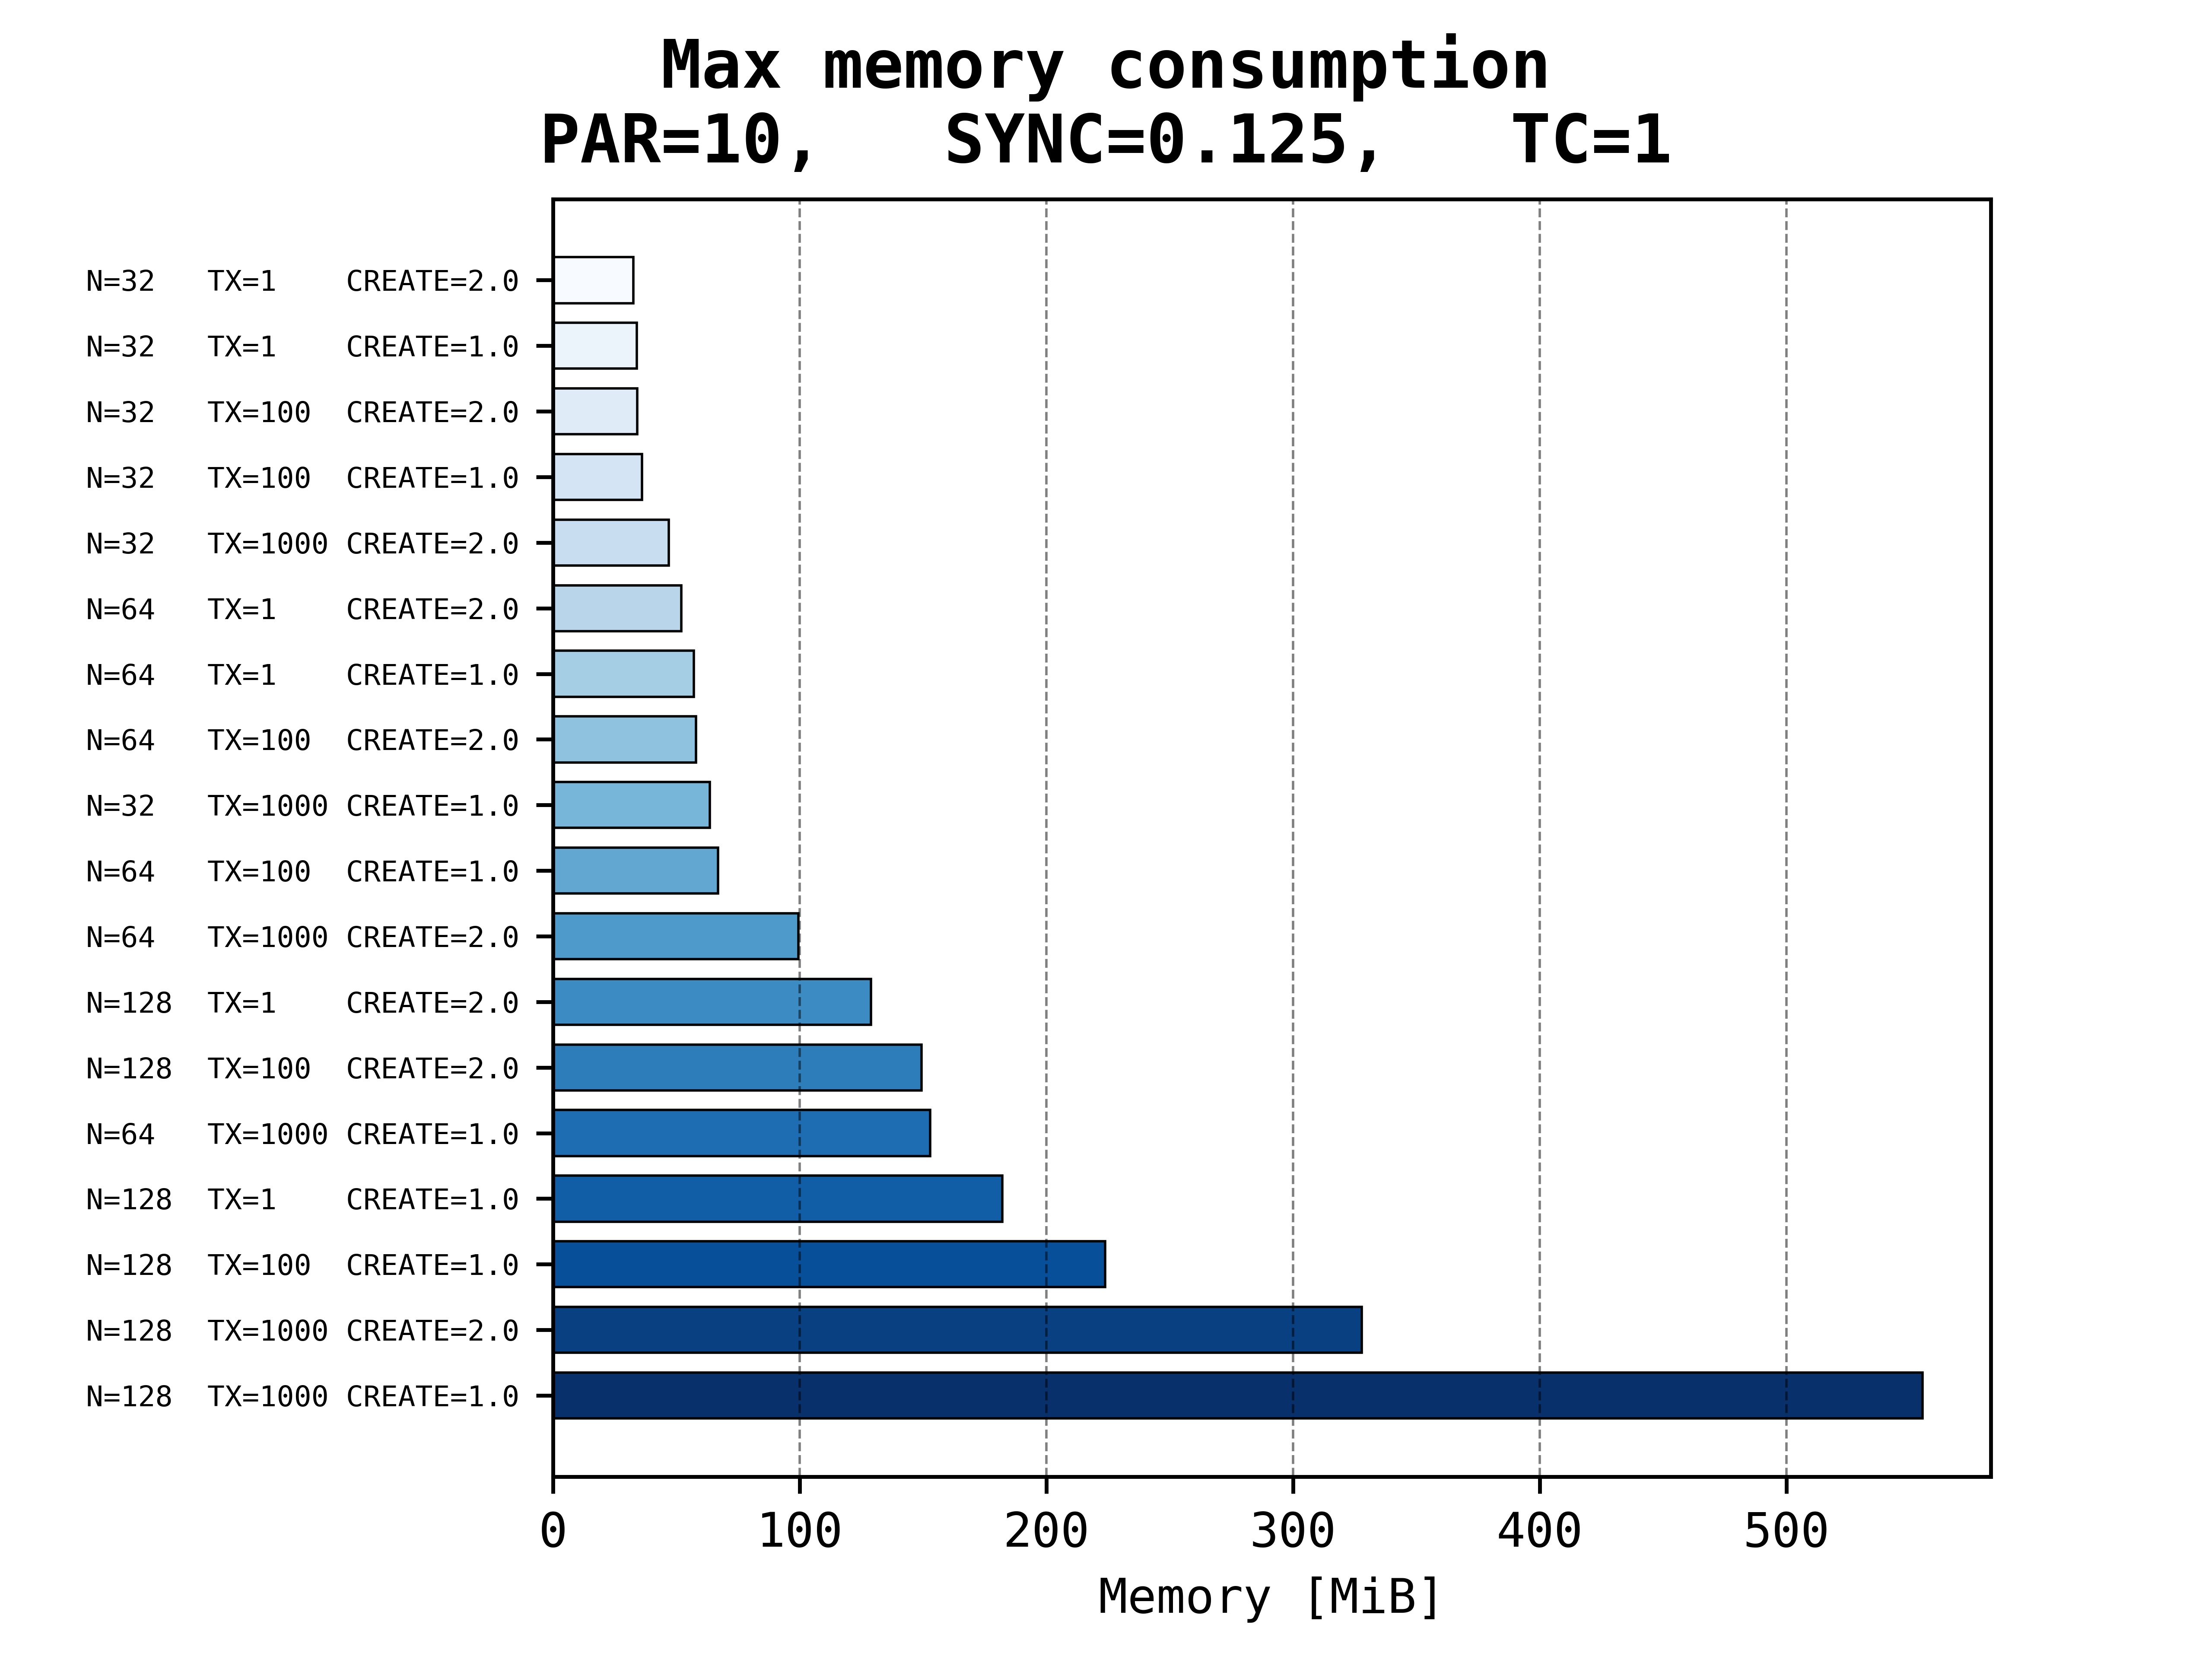 Max memory consumption
PAR=10,   SYNC=0.125,   TC=1
N=32   TX=1    CREATE=2.0
N=32   TX=1    CREATE=1.0
N=32   TX=100  CREATE=2.0
N=32   TX=100  CREATE=1.0
N=32   TX=1000 CREATE=2.0
N=64   TX=1    CREATE=2.0
N=64   TX=1    CREATE=1.0
N=64   TX=100  CREATE=2.0
N=32   TX=1000 CREATE=1.0
N=64   TX=100  CREATE=1.0
N=64   TX=1000 CREATE=2.0
N=128  TX=1    CREATE=2.0
N=128  TX=100  CREATE=2.0
N=64   TX=1000 CREATE=1.0
N=128  TX=1    CREATE=1.0
N=128  TX=100  CREATE=1.0
N=128  TX=1000 CREATE=2.0
N=128  TX=1000 CREATE=1.0
0 100 200 300 400 500
Memory [MiB]